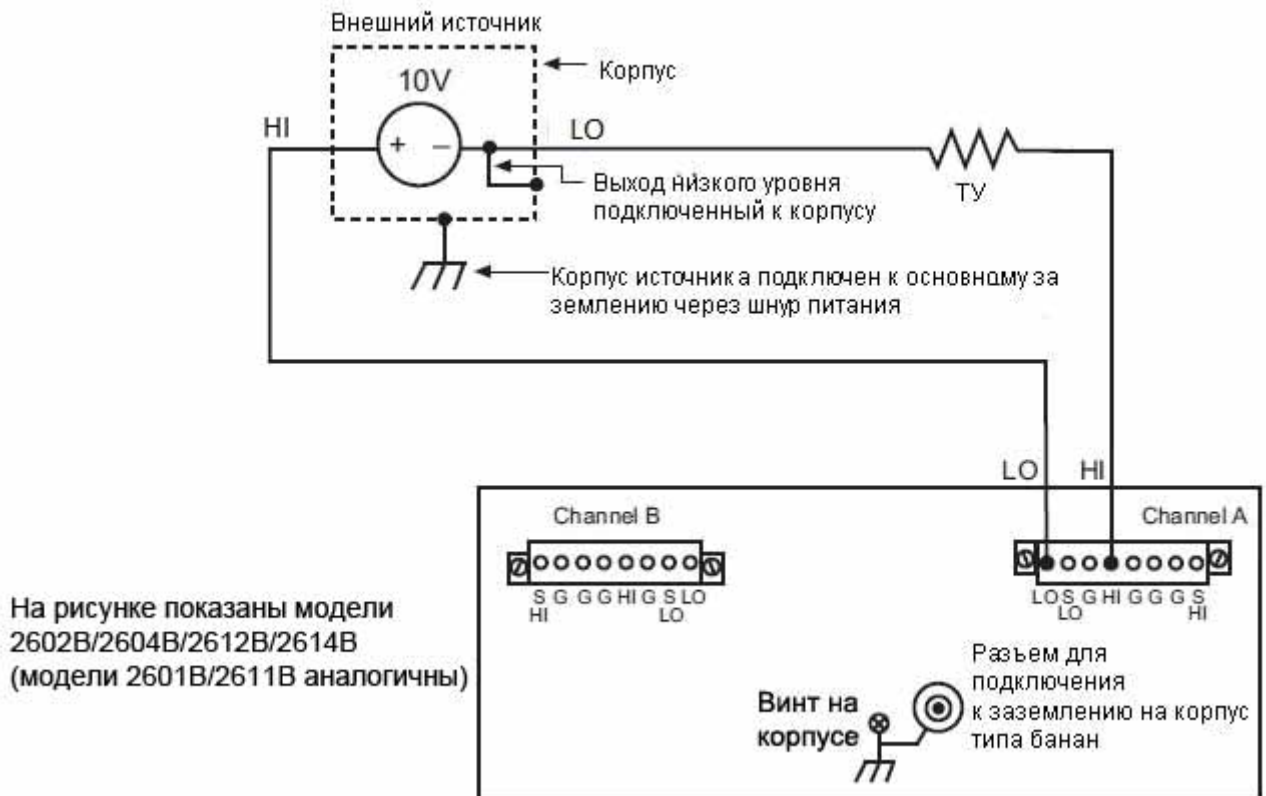 Внешний источник
Корпус
10V
HI
LO
+ –
Выход низкого уровня
подключенный к корпусу
ТУ
Корпус источника подключен к основному за
землению через шнур питания
LO HI
Channel B
Channel A
S G G G HI G S LO
HI LO
LO S G HI G G G S
LO HI
На рисунке показаны модели
2602B/2604B/2612B/2614B
(модели 2601B/2611B аналогичны)
Винт на
корпусе
Разъем для
подключения
к заземлению на корпус
типа банан